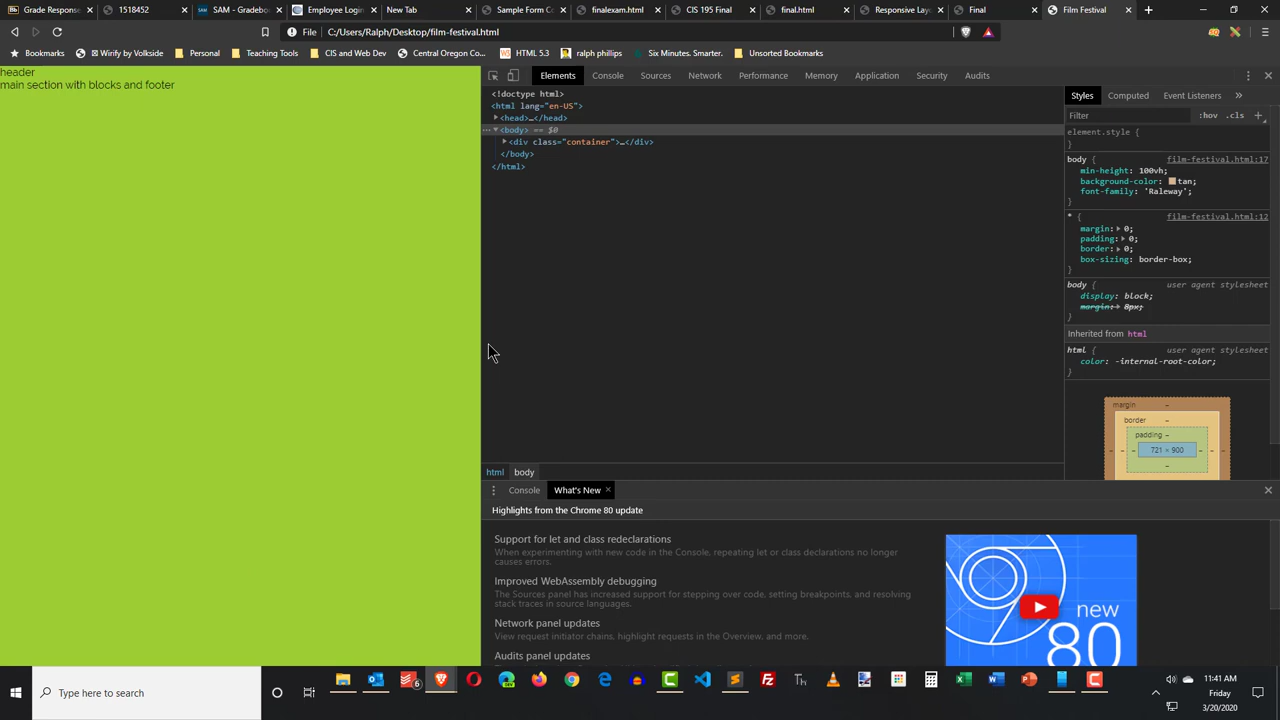 Grade Response
1518452
SAM - Gradebo
Employee Login
New Tab
Sample Form Co
finalexam.html
CIS 195 Final
final.html
Responsive Layo
Final
Film Festival
File
C:/Users/Ralph/Desktop/film-festival.html
Bookmarks
Wirify by Volkside
Personal
Teaching Tools
CIS and Web Dev
Central Oregon Co...
HTML 5.3
ralph phillips
Six Minutes. Smarter.
Unsorted Bookmarks
header
main section with blocks and footer
Elements
Console
Sources
Network
Performance
Memory
Application
Security
Audits
<!doctype html>
<html lang="en-US">
<head>…</head>
<body> == $0
<div class="container">…</div>
</body>
</html>
html
body
Styles
Computed
Event Listeners
Filter
:hov
.cls
element.style {
}
body {
film-festival.html:17
min-height: 100vh;
background-color: tan;
font-family: 'Raleway';
}
* {
film-festival.html:12
margin: 0;
padding: 0;
border: 0;
box-sizing: border-box;
}
body {
user agent stylesheet
display: block;
margin: 8px;
}
Inherited from html
html {
user agent stylesheet
color: -internal-root-color;
}
margin
border
padding
721 × 900
Console
What's New
Highlights from the Chrome 80 update
Support for let and class redeclarations
When experimenting with new code in the Console, repeating let or class declarations no longer
causes errors.
Improved WebAssembly debugging
The Sources panel has increased support for stepping over code, setting breakpoints, and resolving
stack traces in source languages.
Network panel updates
View request initiator chains, highlight requests in the Overview, and more.
Audits panel updates
new
80
Type here to search
11:41 AM
Friday
3/20/2020